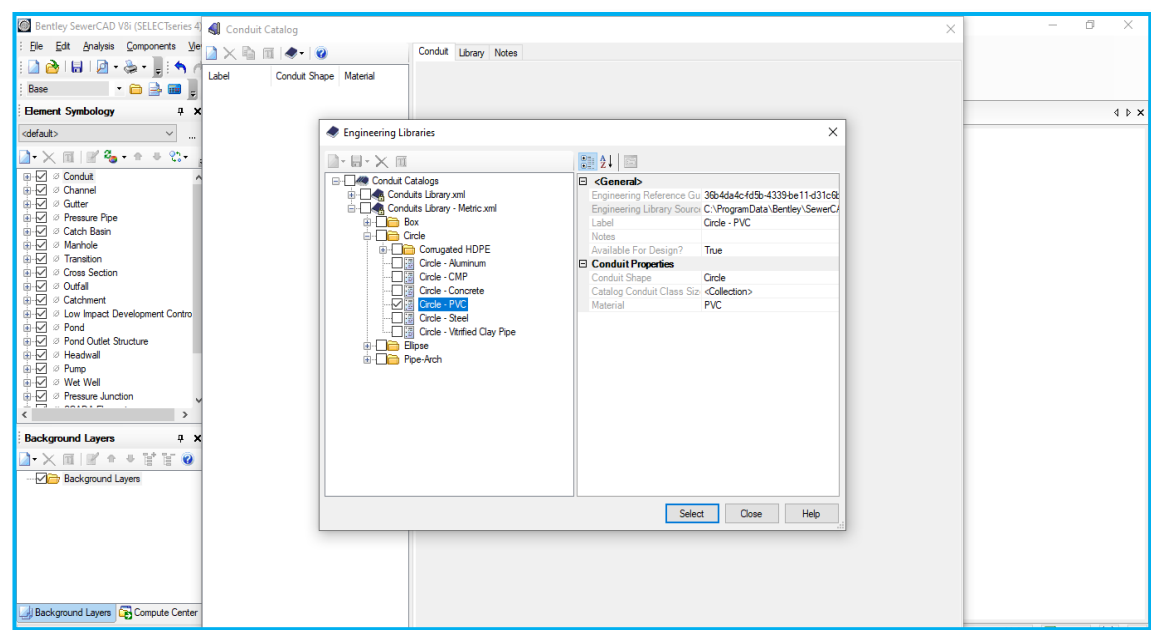 Bentley SewerCAD V8i (SELECTseries 4)
File Edit Analysis Components Vie
Base
Element Symbology
<default>
...
Conduit
Channel
Gutter
Pressure Pipe
Catch Basin
Manhole
Transition
Cross Section
Outfall
Catchment
Low Impact Development Contro
Pond
Pond Outlet Structure
Headwall
Pump
Wet Well
Pressure Junction
Background Layers
Background Layers
Background Layers Compute Center
Conduit Catalog
Label Conduit Shape Material
Conduit Library Notes
Engineering Libraries
Conduit Catalogs
Conduits Library.xml
Conduits Library - Metric.xml
Box
Circle
Corrugated HDPE
Circle - Aluminum
Circle - CMP
Circle - Concrete
Circle - PVC
Circle - Steel
Circle - Vitrified Clay Pipe
Ellipse
Pipe-Arch
<General>
Engineering Reference Gu 36b4da4c-fd5b-4339-be11-d31c6b
Engineering Library Source C:\ProgramData\Bentley\SewerCA
Label Circle - PVC
Notes
Available For Design? True
Conduit Properties
Conduit Shape Circle
Catalog Conduit Class Siz <Collection>
Material PVC
Select Close Help